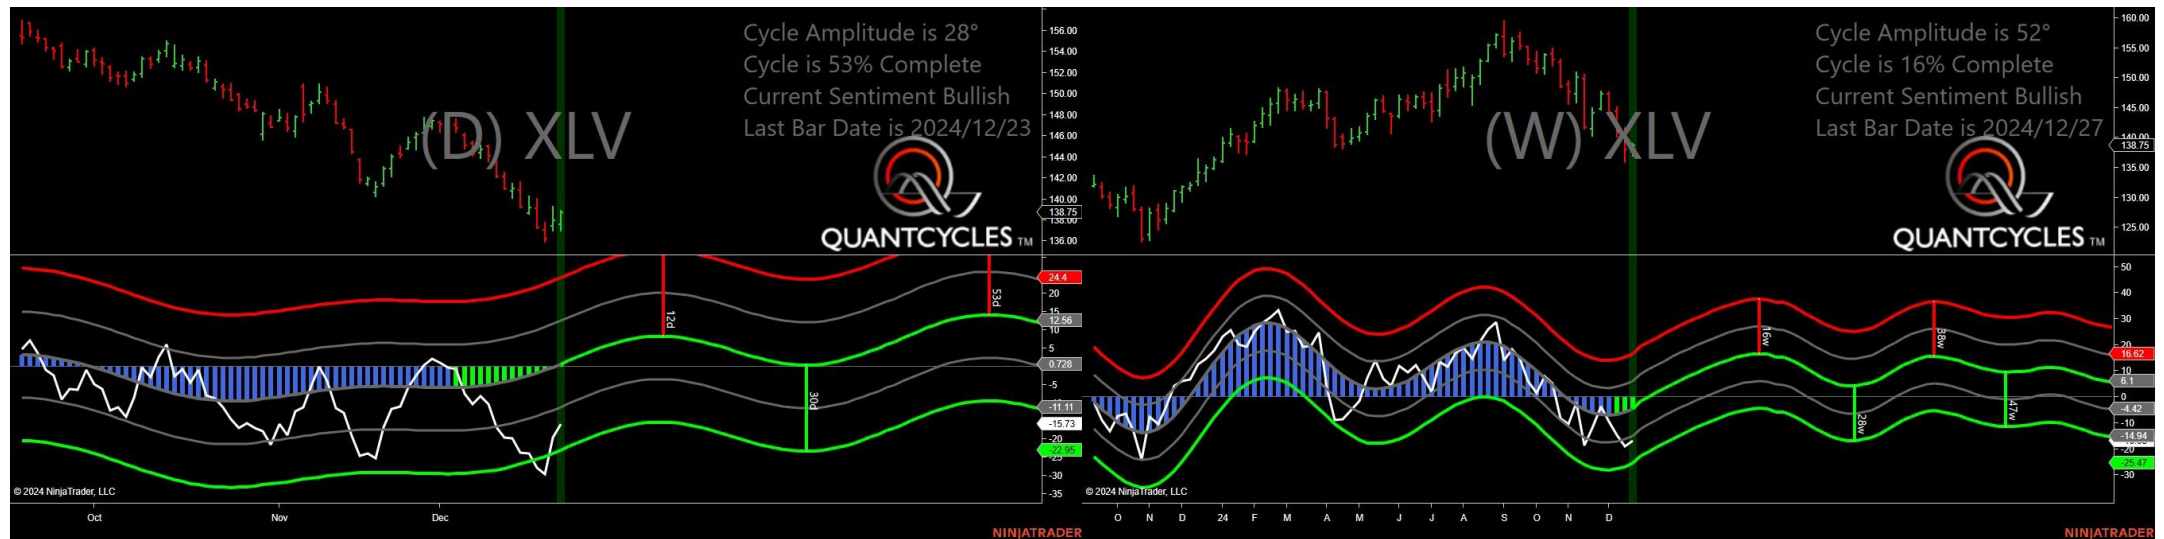 Cycle Amplitude is 28°
Cycle is 53% Complete
Current Sentiment Bullish
Last Bar Date is 2024/12/23
(D) XLV
QUANTCYCLES TM
156.00
154.00
152.00
150.00
148.00
146.00
144.00
142.00
140.00
138.75
138.00
136.00
24.4
20
15
12.56
10
5
0.728
-5
-11.11
-15.73
-20
-22.95
-25
-30
-35
12d
30d
53d
© 2024 NinjaTrader, LLC
Oct Nov Dec
NINJATRADER
Cycle Amplitude is 52°
Cycle is 16% Complete
Current Sentiment Bullish
Last Bar Date is 2024/12/27
(W) XLV
QUANTCYCLES TM
160.00
155.00
150.00
145.00
140.00
138.75
135.00
130.00
125.00
50
40
30
20
16.62
10
6.1
0
-4.42
-10
-14.94
-20
-25.47
-30
16w
28w
38w
47w
© 2024 NinjaTrader, LLC
O N D 24 F M A M J J A S O N D
NINJATRADER